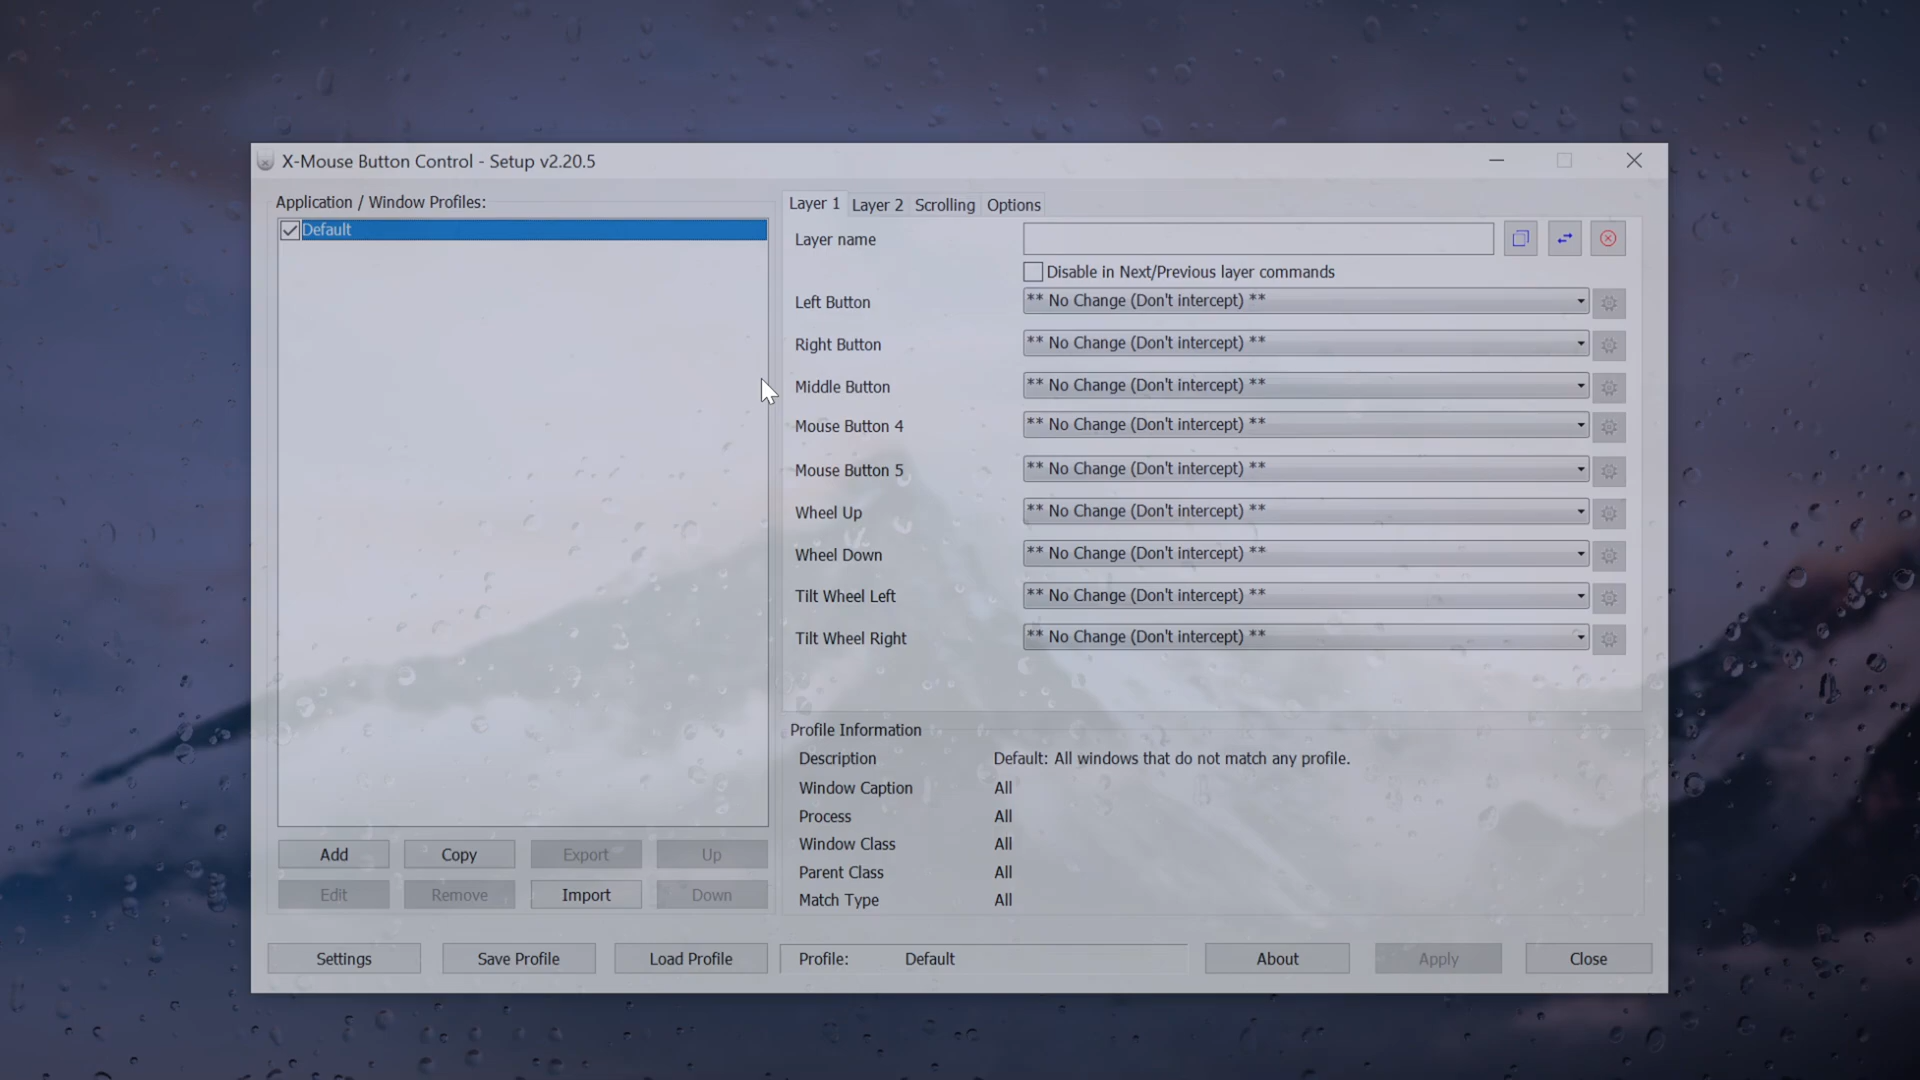 X-Mouse Button Control - Setup v2.20.5
Application / Window Profiles:
Default
Add
Copy
Export
Up
Edit
Remove
Import
Down
Layer 1
Layer 2
Scrolling
Options
Layer name
Disable in Next/Previous layer commands
Left Button
** No Change (Don't intercept) **
Right Button
** No Change (Don't intercept) **
Middle Button
** No Change (Don't intercept) **
Mouse Button 4
** No Change (Don't intercept) **
Mouse Button 5
** No Change (Don't intercept) **
Wheel Up
** No Change (Don't intercept) **
Wheel Down
** No Change (Don't intercept) **
Tilt Wheel Left
** No Change (Don't intercept) **
Tilt Wheel Right
** No Change (Don't intercept) **
Profile Information
Description
Default: All windows that do not match any profile.
Window Caption
All
Process
All
Window Class
All
Parent Class
All
Match Type
All
Settings
Save Profile
Load Profile
Profile:
Default
About
Apply
Close